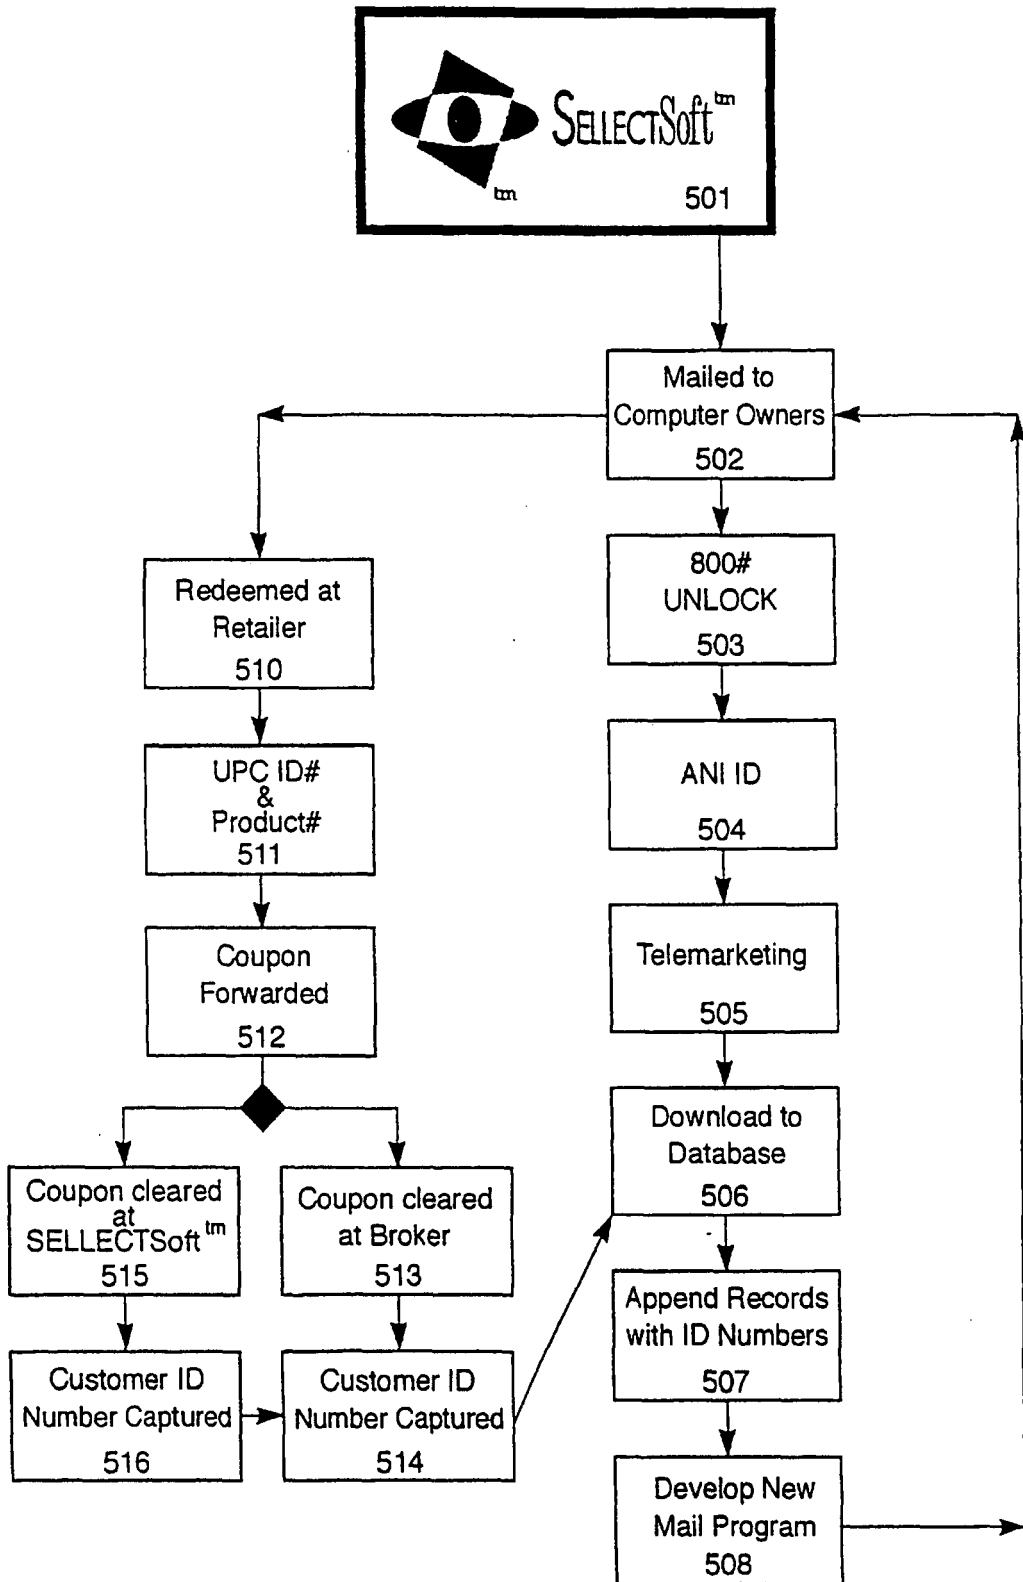 SELLECTSoft tm
tm
501
Mailed to
Computer Owners
502
800#
UNLOCK
503
Redeemed at
Retailer
510
ANI ID
504
UPC ID#
&
Product#
511
Telemarketing
505
Coupon
Forwarded
512
Download to
Database
506
Coupon cleared
at
SELLECTSoft tm
515
Coupon cleared
at Broker
513
Append Records
with ID Numbers
507
Customer ID
Number Captured
516
Customer ID
Number Captured
514
Develop New
Mail Program
508